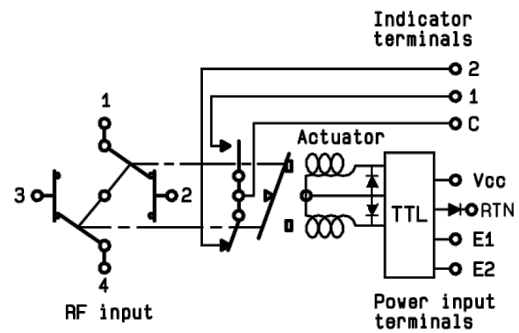 Indicator
terminals
2
1
C
Actuator
1
3
2
4
RF input
TTL
Vcc
RTN
E1
E2
Power input
terminals